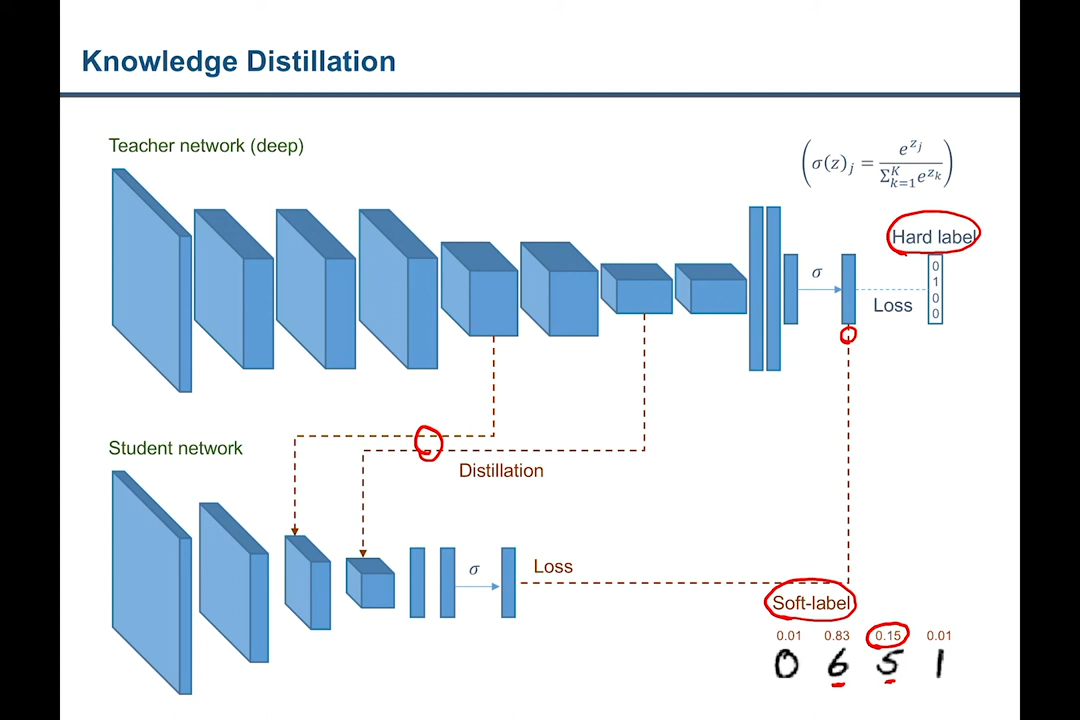 Knowledge Distillation
Teacher network (deep)
(σ(z)_j = e^{z_j} / Σ_{k=1}^{K} e^{z_k})
Hard label
0
1
0
0
σ
Loss
Student network
Distillation
σ
Loss
Soft-label
0.01 0.83 0.15 0.01
0 6 5 1